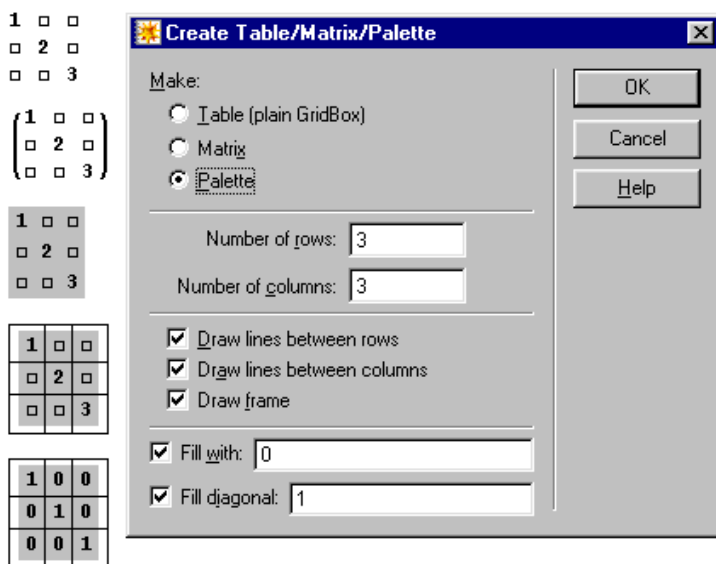 1 □ □
□ 2 □
□ □ 3
1 □ □
□ 2 □
□ □ 3
1 □ □
□ 2 □
□ □ 3
1 □ □
□ 2 □
□ □ 3
1 0 0
0 1 0
0 0 1
Create Table/Matrix/Palette
Make:
Table (plain GridBox)
Matrix
Palette
Number of rows: 3
Number of columns: 3
Draw lines between rows
Draw lines between columns
Draw frame
Fill with: 0
Fill diagonal: 1
OK
Cancel
Help